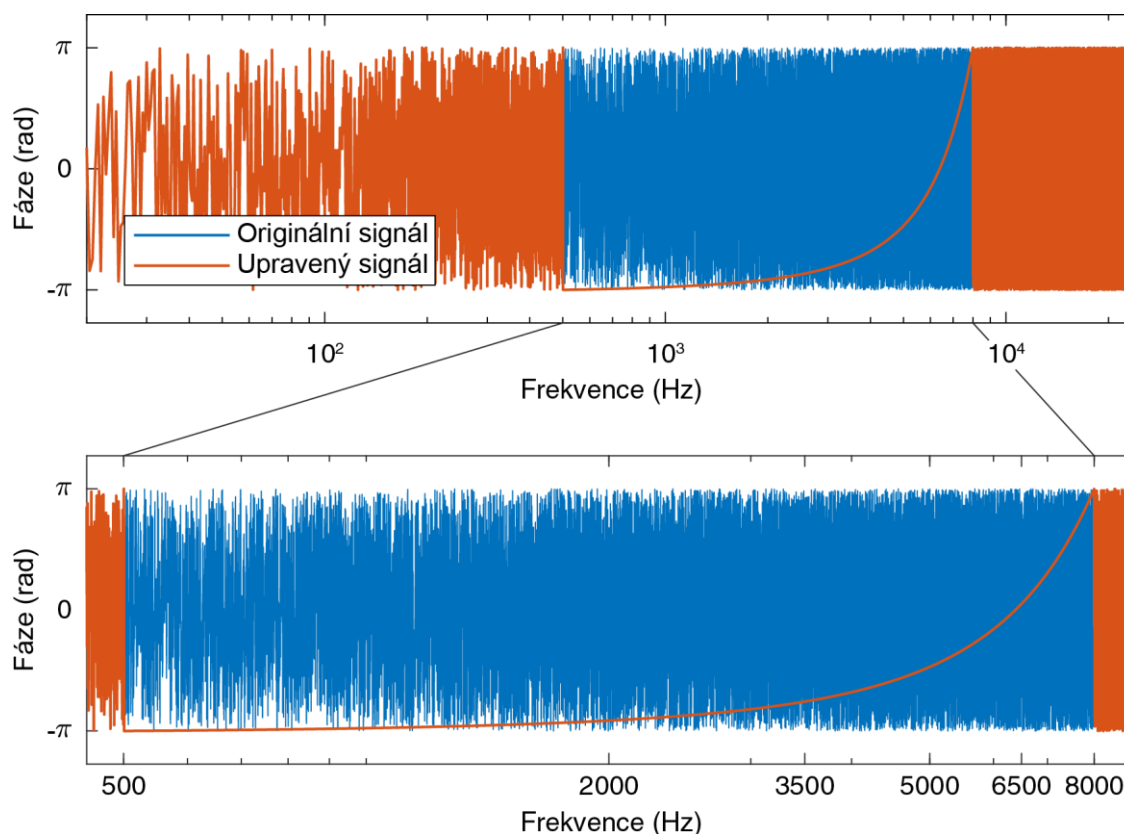 π
0
-π
Fáze (rad)
Originální signál
Upravený signál
10² 10³ 10⁴
Frekvence (Hz)
π
0
-π
Fáze (rad)
500 2000 3500 5000 6500 8000
Frekvence (Hz)